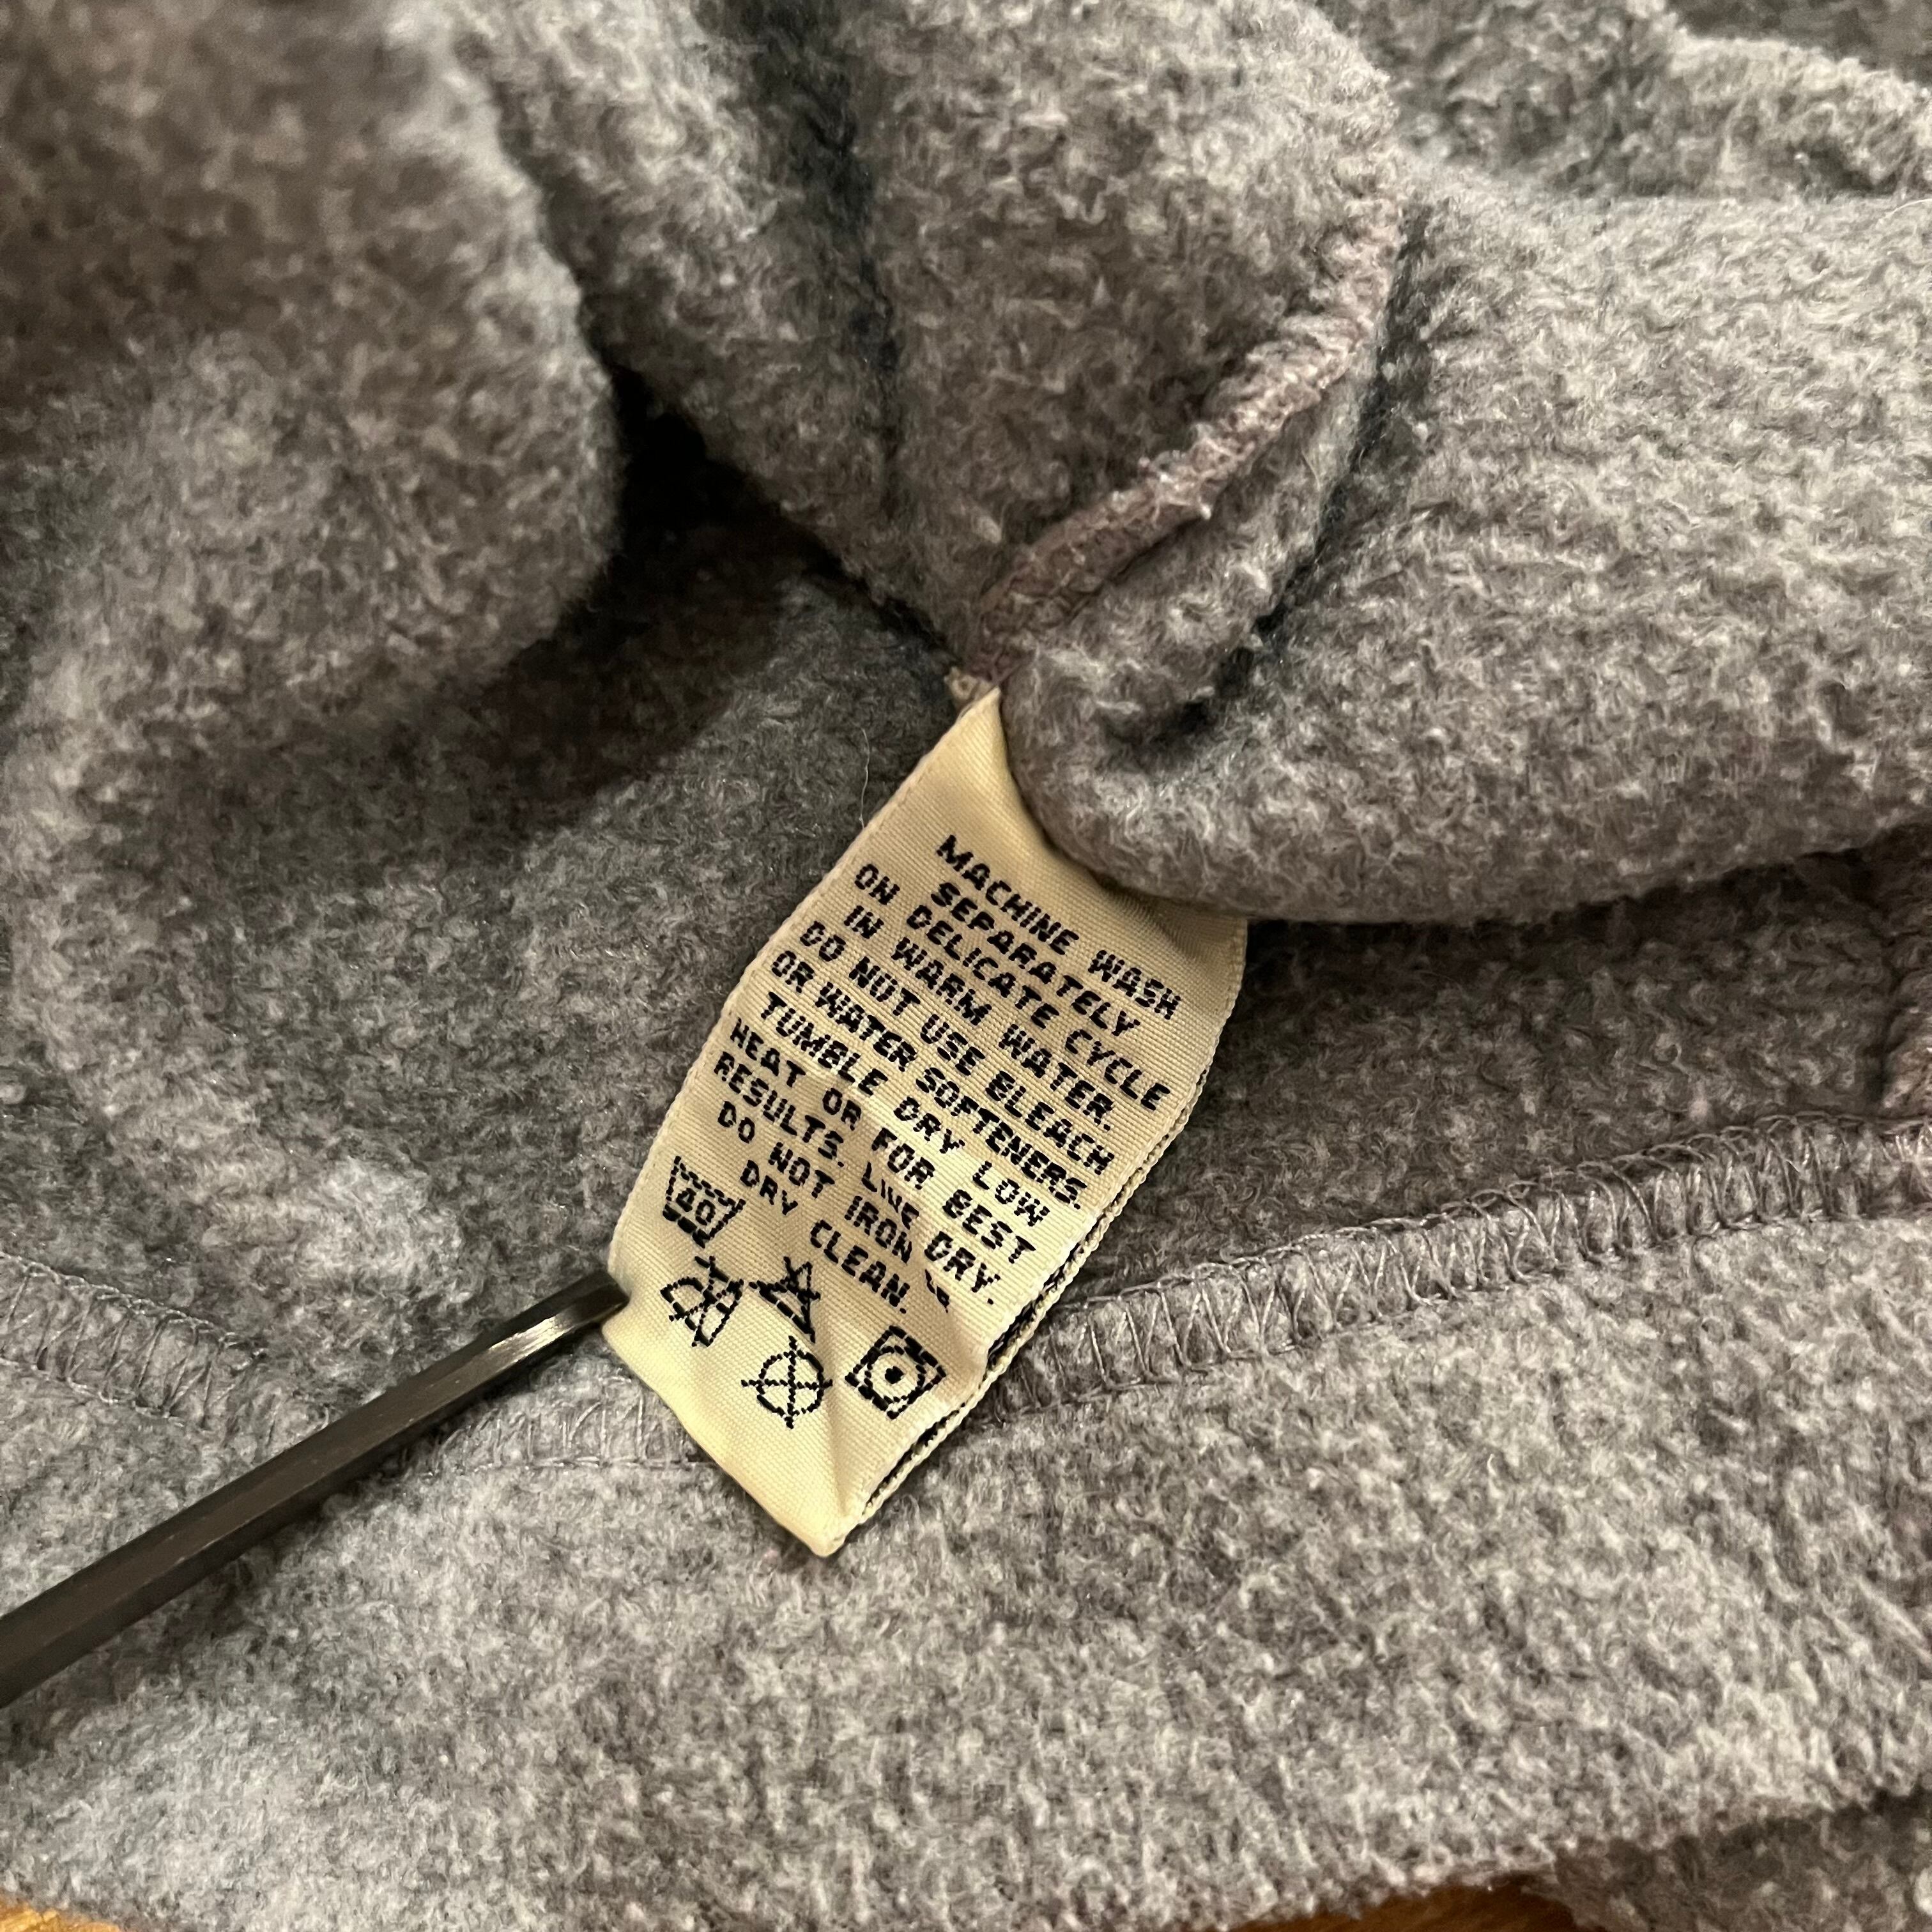 MACHINE WASH
SEPARATELY
ON DELICATE CYCLE
IN WARM WATER.
DO NOT USE BLEACH
OR WATER SOFTENERS.
TUMBLE DRY LOW
HEAT OR FOR BEST
RESULTS. LINE DRY.
DO NOT IRON
DRY CLEAN.
40